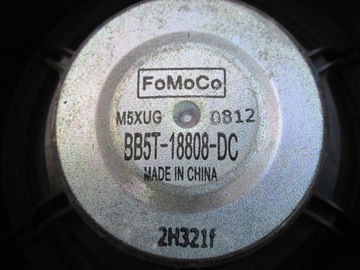 FoMoCo
M5XUG 0812
BB5T-18808-DC
MADE IN CHINA
2H321f